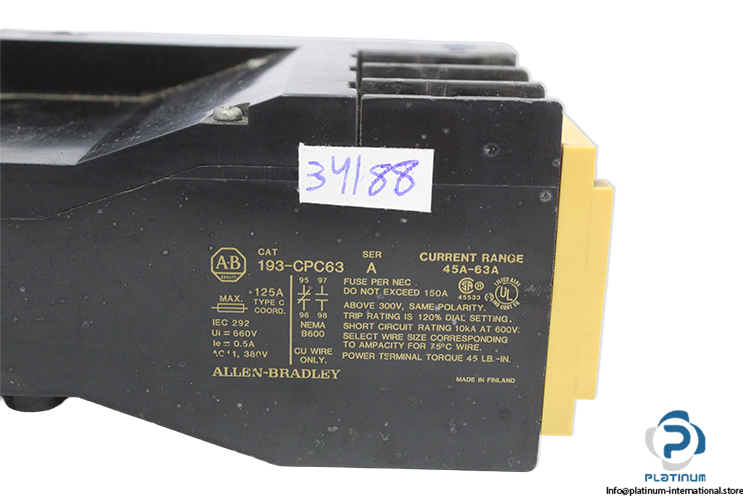 34188
A-B
QUALITY
CAT
193-CPC63
SER
A
CURRENT RANGE
45A-63A
MAX.
125A
TYPE C
COORD.
95 97
96 98
NEMA
B600
CU WIRE
ONLY.
IEC 292
Ui = 660V
Ie = 0.5A
AC11, 380V
FUSE PER NEC.
DO NOT EXCEED 150A
ABOVE 300V, SAME POLARITY.
TRIP RATING IS 120% DIAL SETTING.
SHORT CIRCUIT RATING 10kA AT 600V.
SELECT WIRE SIZE CORRESPONDING
TO AMPACITY FOR 75°C WIRE.
POWER TERMINAL TORQUE 45 LB.-IN.
SA
45533
UL
ALLEN-BRADLEY
MADE IN FINLAND
PLATINUM
Info@platinum-international.store